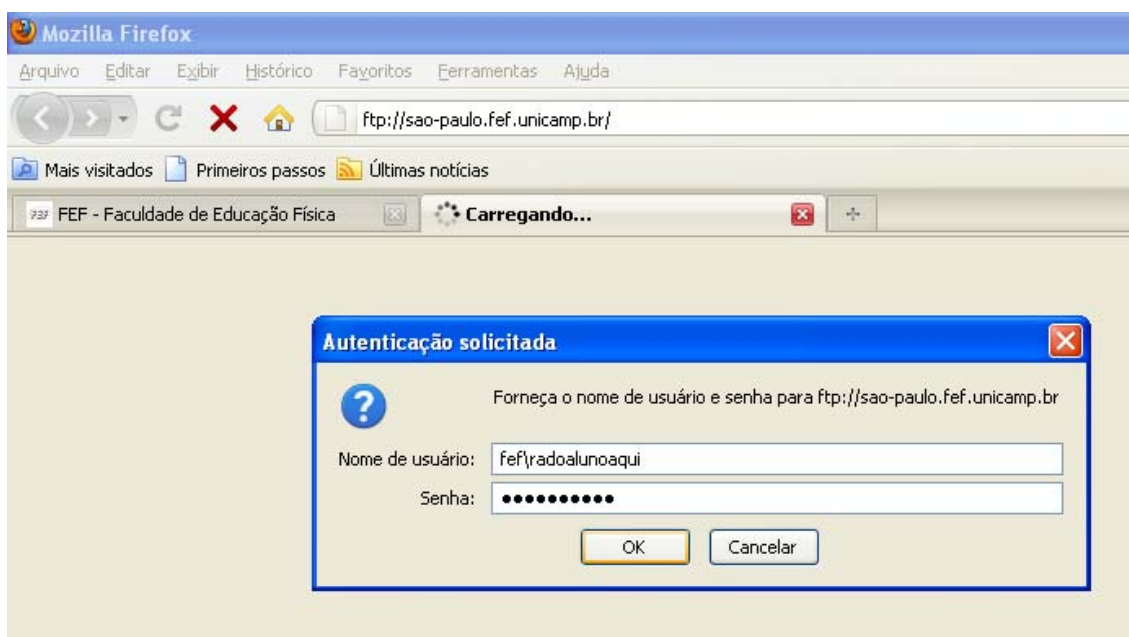 Mozilla Firefox
Arquivo Editar Exibir Histórico Favoritos Ferramentas Ajuda
ftp://sao-paulo.fef.unicamp.br/
Mais visitados Primeiros passos Últimas notícias
FEF - Faculdade de Educação Física Carregando...
Autenticação solicitada
Forneça o nome de usuário e senha para ftp://sao-paulo.fef.unicamp.br
Nome de usuário: fef\radoalunoaqui
Senha: ●●●●●●●●●●
OK Cancelar